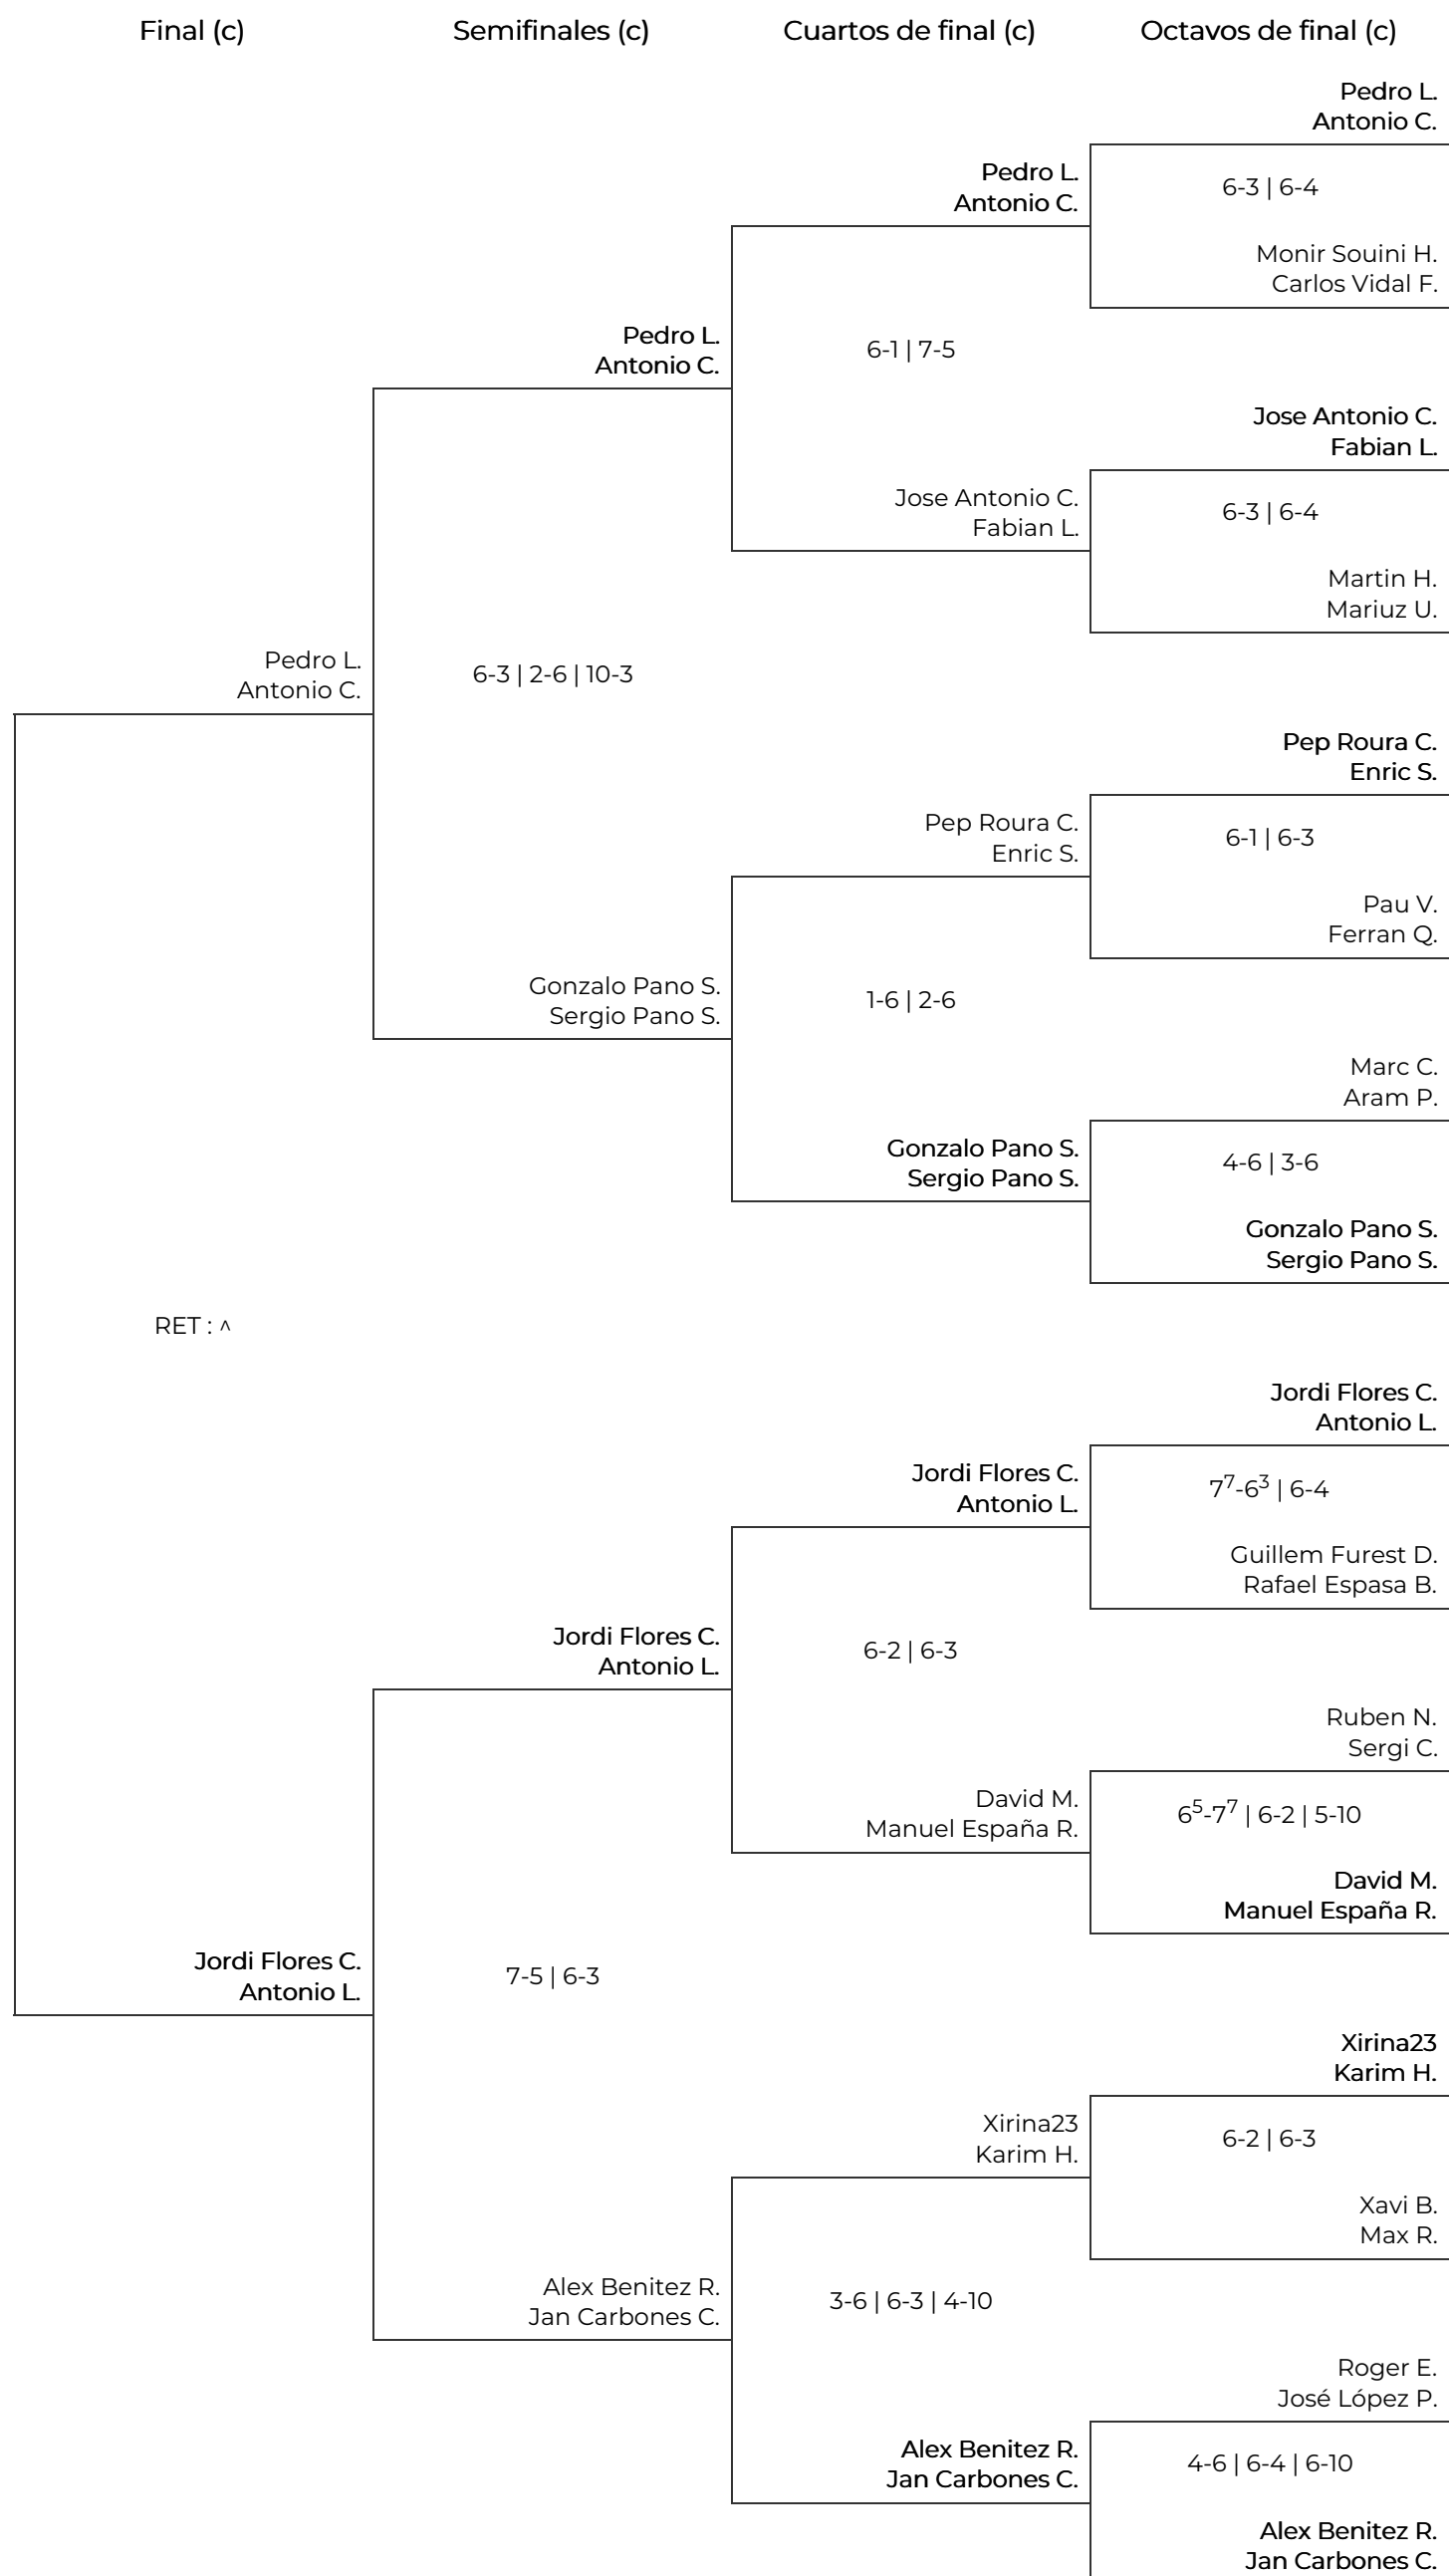 Final (c)
Semifinales (c)
Cuartos de final (c)
Octavos de final (c)
Pedro L.
Antonio C.
6-3 | 6-4
Monir Souini H.
Carlos Vidal F.
Pedro L.
Antonio C.
6-1 | 7-5
Jose Antonio C.
Fabian L.
Jose Antonio C.
Fabian L.
6-3 | 6-4
Martin H.
Mariuz U.
Pedro L.
Antonio C.
6-3 | 2-6 | 10-3
Gonzalo Pano S.
Sergio Pano S.
Pep Roura C.
Enric S.
6-1 | 6-3
Pau V.
Ferran Q.
Pep Roura C.
Enric S.
1-6 | 2-6
Gonzalo Pano S.
Sergio Pano S.
Marc C.
Aram P.
4-6 | 3-6
Gonzalo Pano S.
Sergio Pano S.
Pedro L.
Antonio C.
RET : ^
Jordi Flores C.
Antonio L.
Jordi Flores C.
Antonio L.
7⁷-6³ | 6-4
Guillem Furest D.
Rafael Espasa B.
Jordi Flores C.
Antonio L.
6-2 | 6-3
David M.
Manuel España R.
Ruben N.
Sergi C.
6⁵-7⁷ | 6-2 | 5-10
David M.
Manuel España R.
Jordi Flores C.
Antonio L.
7-5 | 6-3
Alex Benitez R.
Jan Carbones C.
Xirina23
Karim H.
6-2 | 6-3
Xavi B.
Max R.
Xirina23
Karim H.
3-6 | 6-3 | 4-10
Alex Benitez R.
Jan Carbones C.
Roger E.
José López P.
4-6 | 6-4 | 6-10
Alex Benitez R.
Jan Carbones C.